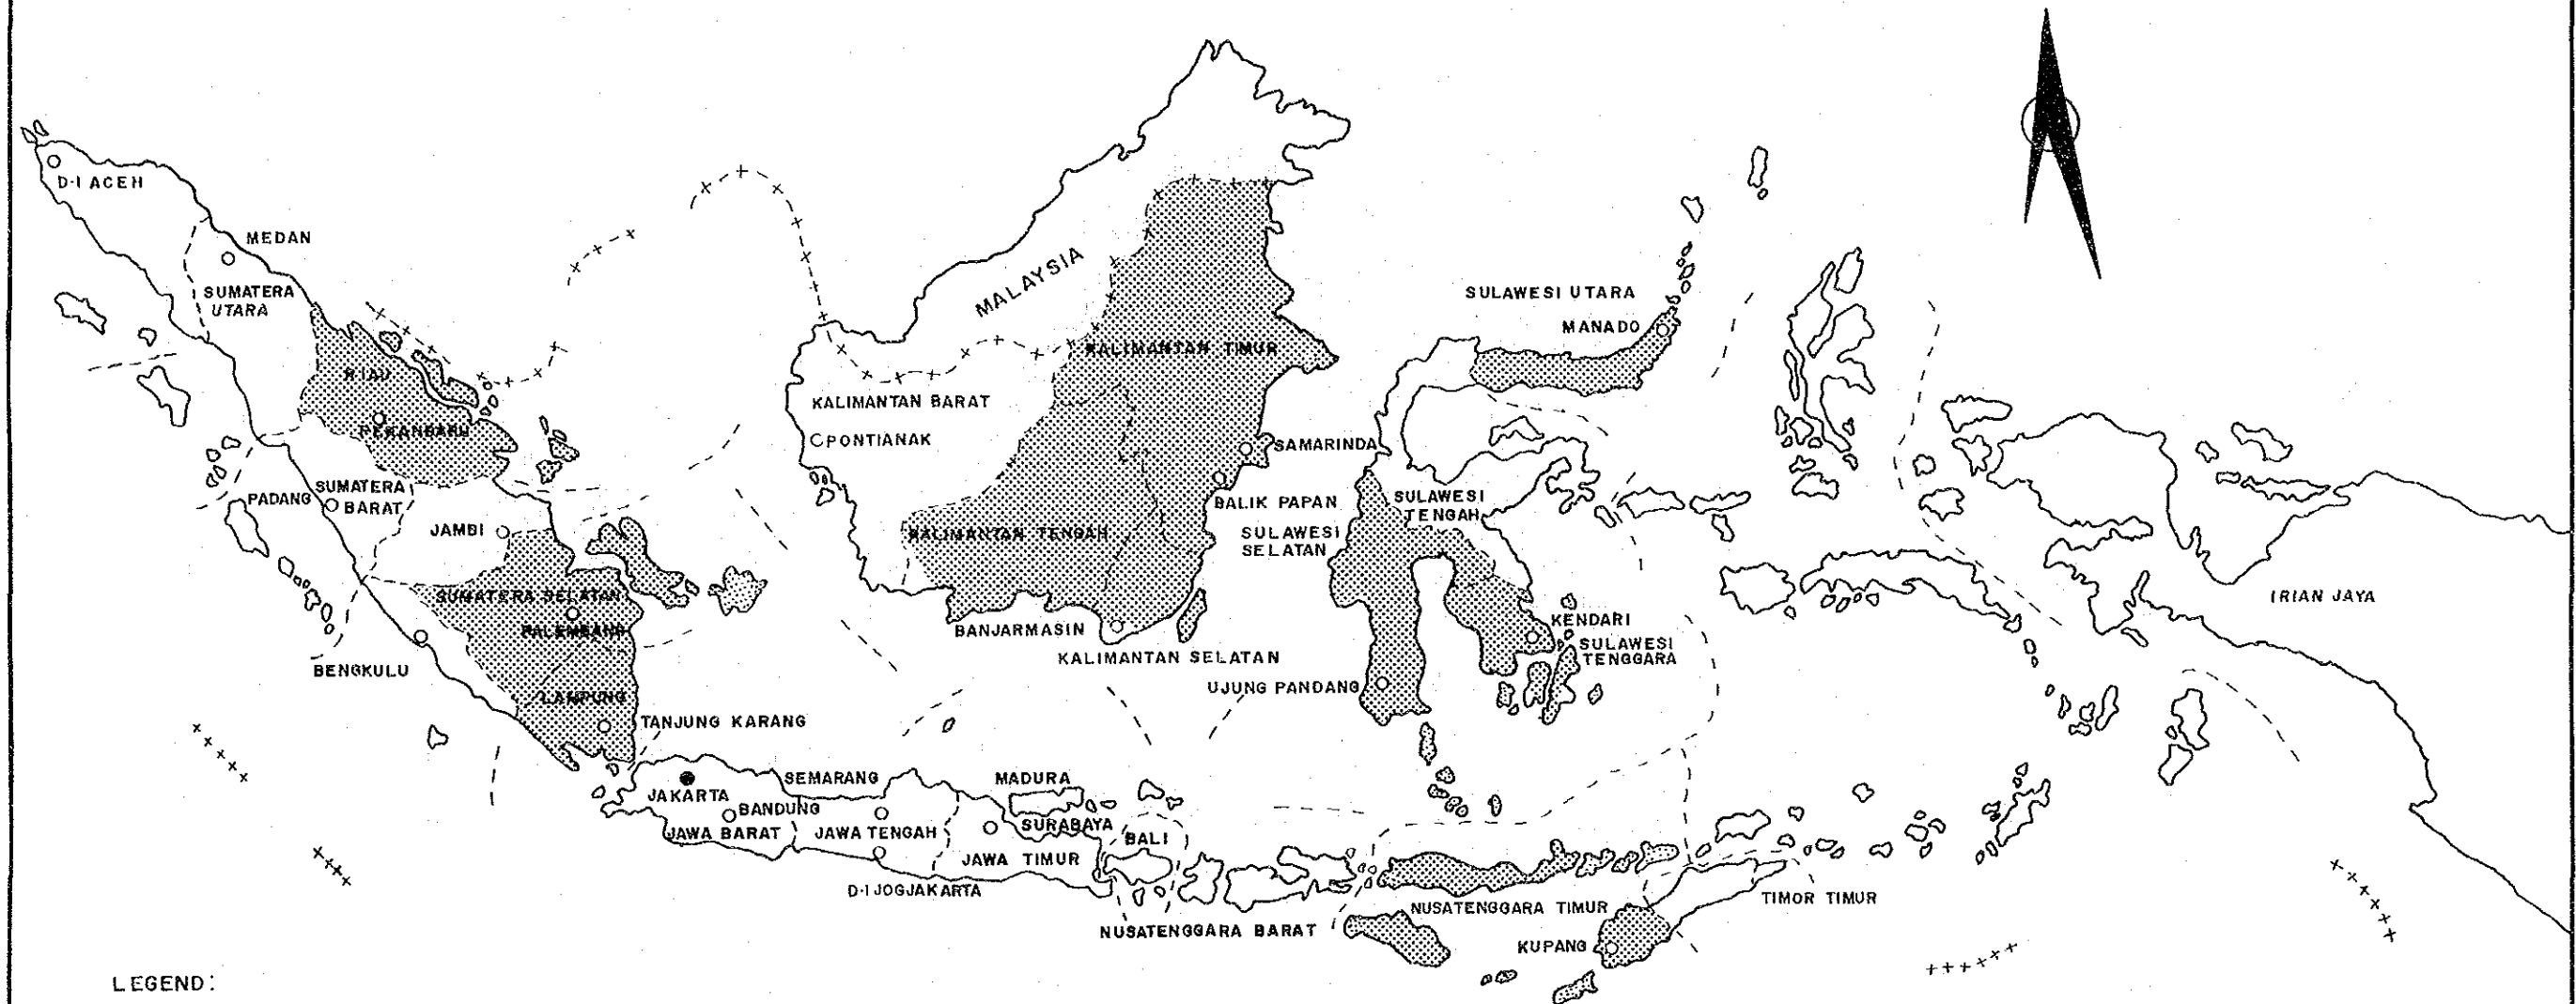 D-I ACEH
MEDAN
SUMATERA
UTARA
RIAU
PEKANBARU
PADANG
SUMATERA
BARAT
JAMBI
SUMATERA SELATAN
PALEMBANG
BENGKULU
LAMPUNG
TANJUNG KARANG
MALAYSIA
KALIMANTAN TIMUR
KALIMANTAN BARAT
PONTIANAK
SAMARINDA
BALIK PAPAN
KALIMANTAN TENGAH
BANJARMASIN
KALIMANTAN SELATAN
SULAWESI UTARA
MANADO
SULAWESI
TENGAH
SULAWESI
SELATAN
KENDARI
SULAWESI
TENGGARA
UJUNG PANDANG
IRIAN JAYA
JAKARTA
BANDUNG
JAWA BARAT
SEMARANG
JAWA TENGAH
D-I JOGJAKARTA
MADURA
SURABAYA
JAWA TIMUR
BALI
NUSATENGGARA BARAT
NUSATENGGARA TIMUR
KUPANG
TIMOR TIMUR
LEGEND: